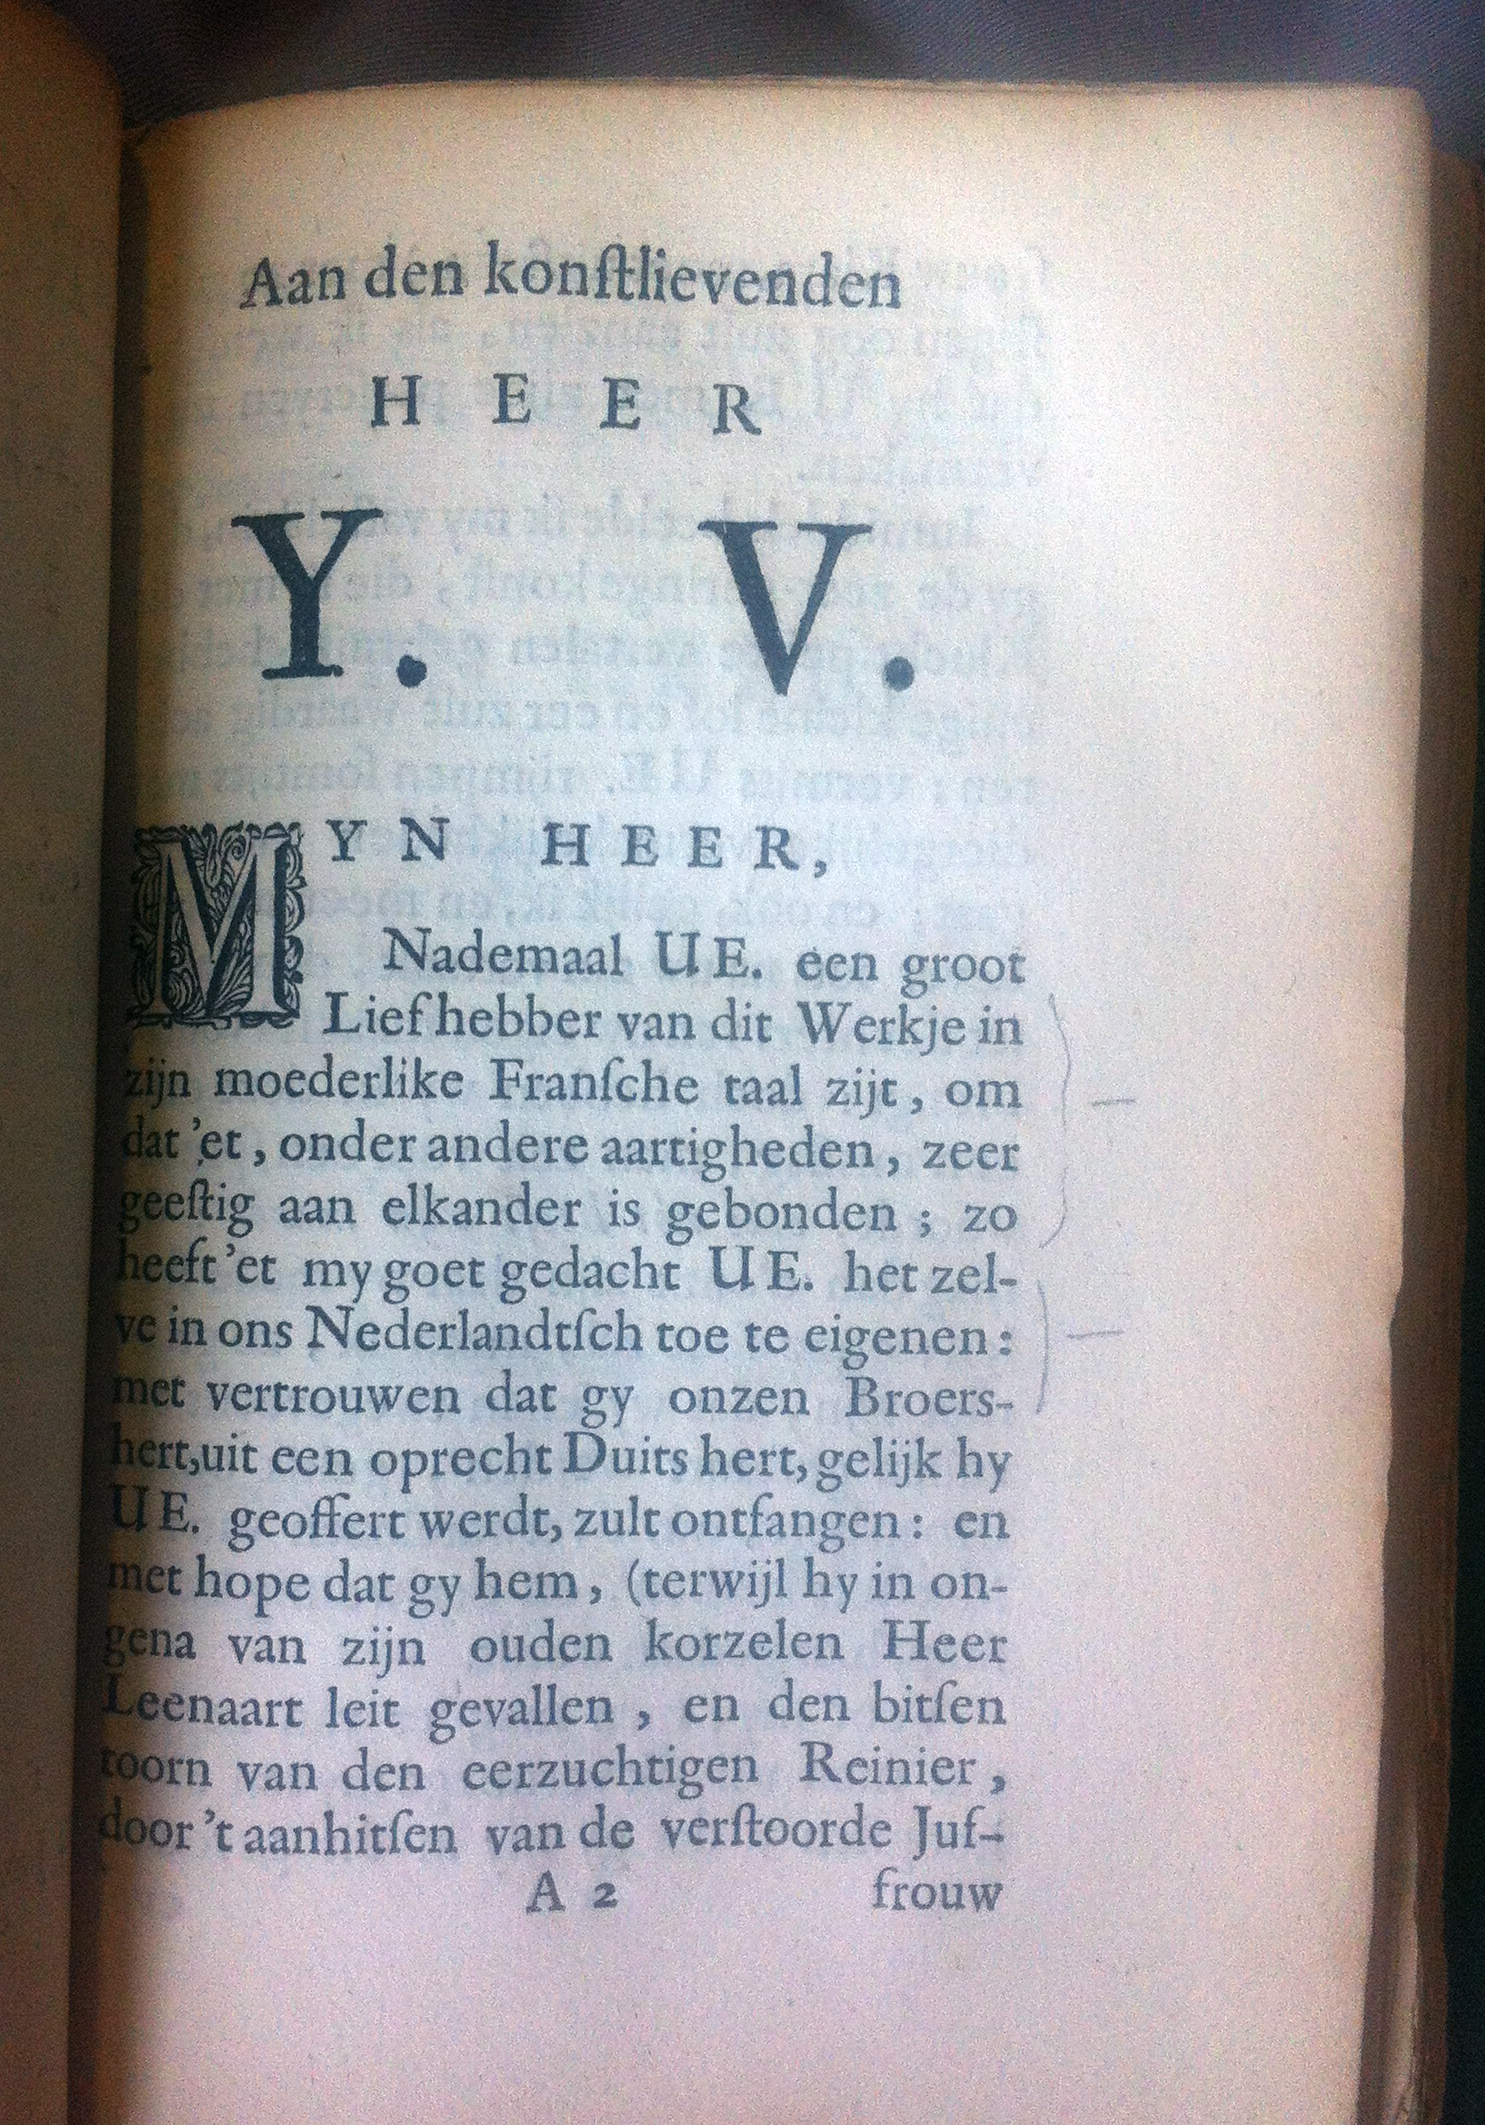 Aan den konſtlievenden
HEER
Y. V.
MYN HEER,
Nademaal UE. een groot
Liefhebber van dit Werkje in
zijn moederlike Franſche taal zijt, om
dat 'et, onder andere aartigheden, zeer
geeſtig aan elkander is gebonden; zo
heeft 'et my goet gedacht UE. het zel-
ve in ons Nederlandtſch toe te eigenen:
met vertrouwen dat gy onzen Broers-
hert, uit een oprecht Duits hert, gelijk hy
UE. geoffert werdt, zult ontfangen: en
met hope dat gy hem, (terwijl hy in on-
gena van zijn ouden korzelen Heer
Leenaart leit gevallen, en den bitſen
toorn van den eerzuchtigen Reinier,
door 't aanhitſen van de verſtoorde Juf-
A 2 frouw